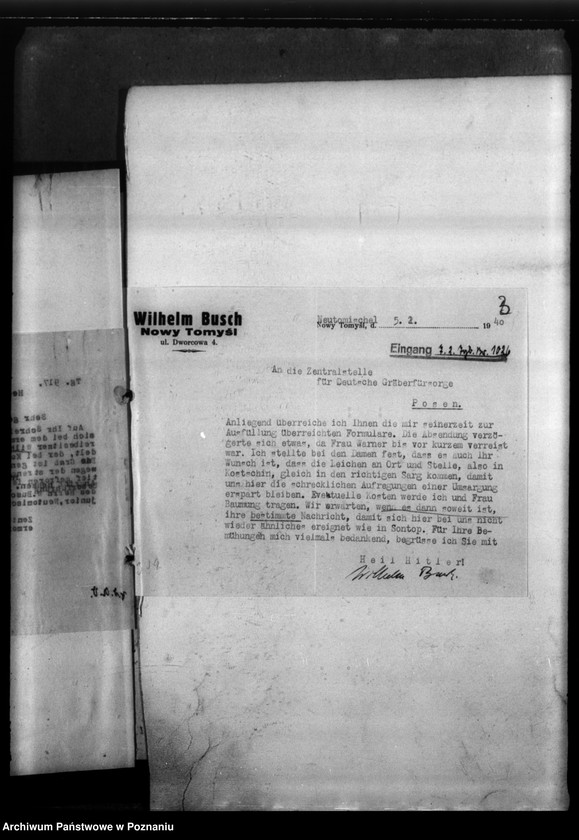 Wilhelm Busch
Nowy Tomyśl
ul. Dworcowa 4.
Neutomischel
Nowy Tomyśl, d. 5. 2. 1940
3
Eingang 7. 2.
An die Zentralstelle
für Deutsche Gräberfürsorge
Posen.
Anliegend überreiche ich Ihnen die mir seinerzeit zur
Ausfüllung überreichten Formulare. Die Absendung verzö-
gerte sich etwas, da Frau Warner bis vor kurzem verreist
war. Ich stellte bei den Damen fest, dass es auch Ihr
Wunsch ist, dass die Leichen an Ort und Stelle, also in
Kostschin, gleich in den richtigen Sarg kommen, damit
uns hier die schrecklichen Aufregungen einer Umsargung
erspart bleiben. Eventuelle Kosten werde ich und Frau
Baumung tragen. Wir erwarten, wenn es dann soweit ist,
ihre bestimmte Nachricht, damit sich hier bei uns nicht
wieder ähnliches ereignet wie in Sontop. Für Ihre Be-
mühungen mich vielmals bedankend, begrüsse ich Sie mit
Heil Hitler!
Wilhelm Busch.
Archiwum Państwowe w Poznaniu